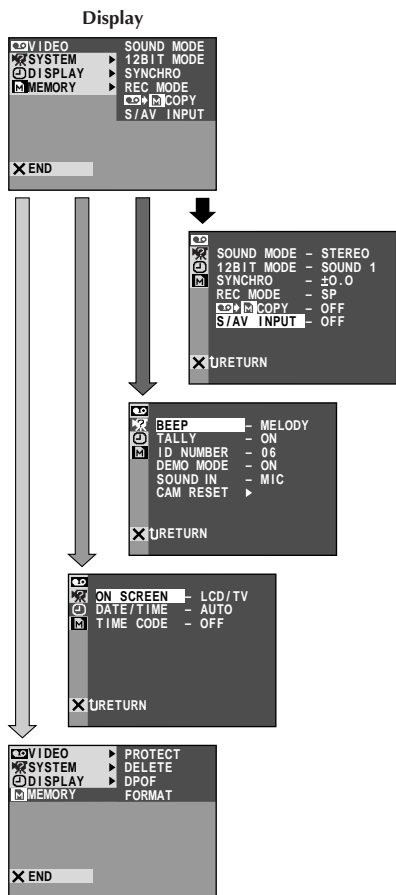 Display
VIDEO SOUND MODE
SYSTEM ▶ 12BIT MODE
DISPLAY ▶ SYNCHRO
MEMORY ▶ REC MODE
M COPY
S/AV INPUT
END
SOUND MODE – STEREO
12BIT MODE – SOUND 1
M SYNCHRO – ±0.0
REC MODE – SP
M COPY – OFF
S/AV INPUT – OFF
RETURN
BEEP – MELODY
TALLY – ON
M ID NUMBER – 06
DEMO MODE – ON
SOUND IN – MIC
CAM RESET ▶
RETURN
ON SCREEN – LCD/TV
DATE/TIME – AUTO
M TIME CODE – OFF
RETURN
VIDEO ▶ PROTECT
SYSTEM ▶ DELETE
DISPLAY ▶ DPOF
M MEMORY FORMAT
END